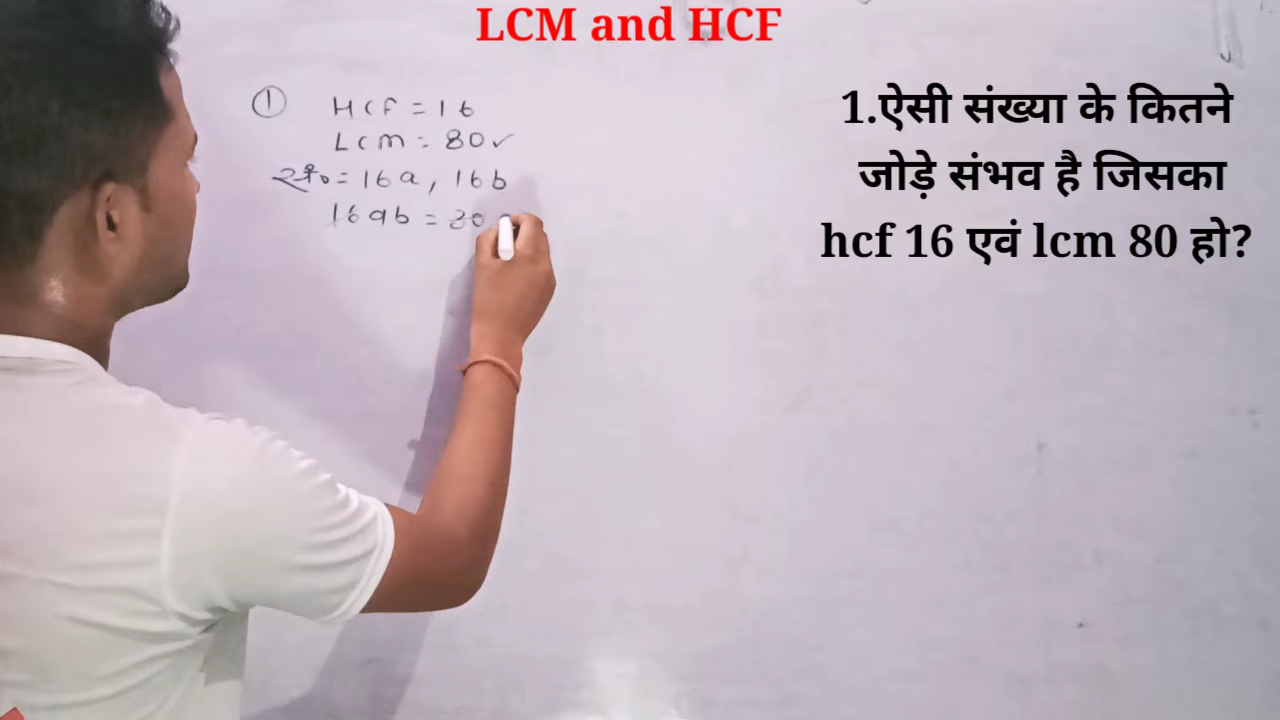 LCM and HCF
① HCF = 16
LCM = 80 ✓
= 16a, 16b
16ab =
1.ऐसी संख्या के कितने
जोड़े संभव है जिसका
hcf 16 एवं lcm 80 हो?